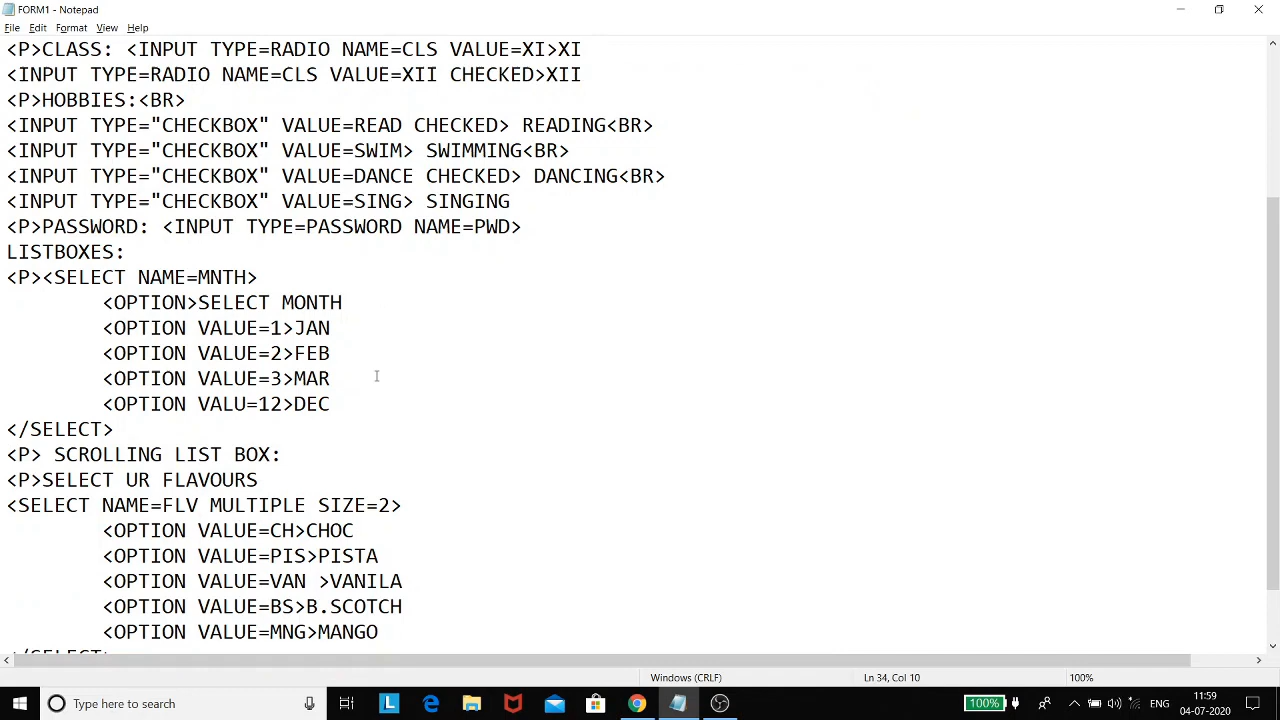 FORM1 - Notepad
File Edit Format View Help
<P>CLASS: <INPUT TYPE=RADIO NAME=CLS VALUE=XI>XI
<INPUT TYPE=RADIO NAME=CLS VALUE=XII CHECKED>XII
<P>HOBBIES:<BR>
<INPUT TYPE="CHECKBOX" VALUE=READ CHECKED> READING<BR>
<INPUT TYPE="CHECKBOX" VALUE=SWIM> SWIMMING<BR>
<INPUT TYPE="CHECKBOX" VALUE=DANCE CHECKED> DANCING<BR>
<INPUT TYPE="CHECKBOX" VALUE=SING> SINGING
<P>PASSWORD: <INPUT TYPE=PASSWORD NAME=PWD>
LISTBOXES:
<P><SELECT NAME=MNTH>
<OPTION>SELECT MONTH
<OPTION VALUE=1>JAN
<OPTION VALUE=2>FEB
<OPTION VALUE=3>MAR
<OPTION VALU=12>DEC
</SELECT>
<P> SCROLLING LIST BOX:
<P>SELECT UR FLAVOURS
<SELECT NAME=FLV MULTIPLE SIZE=2>
<OPTION VALUE=CH>CHOC
<OPTION VALUE=PIS>PISTA
<OPTION VALUE=VAN >VANILA
<OPTION VALUE=BS>B.SCOTCH
<OPTION VALUE=MNG>MANGO
</SELECT>
Windows (CRLF) Ln 34, Col 10 100%
Type here to search
100%
ENG
11:59
04-07-2020